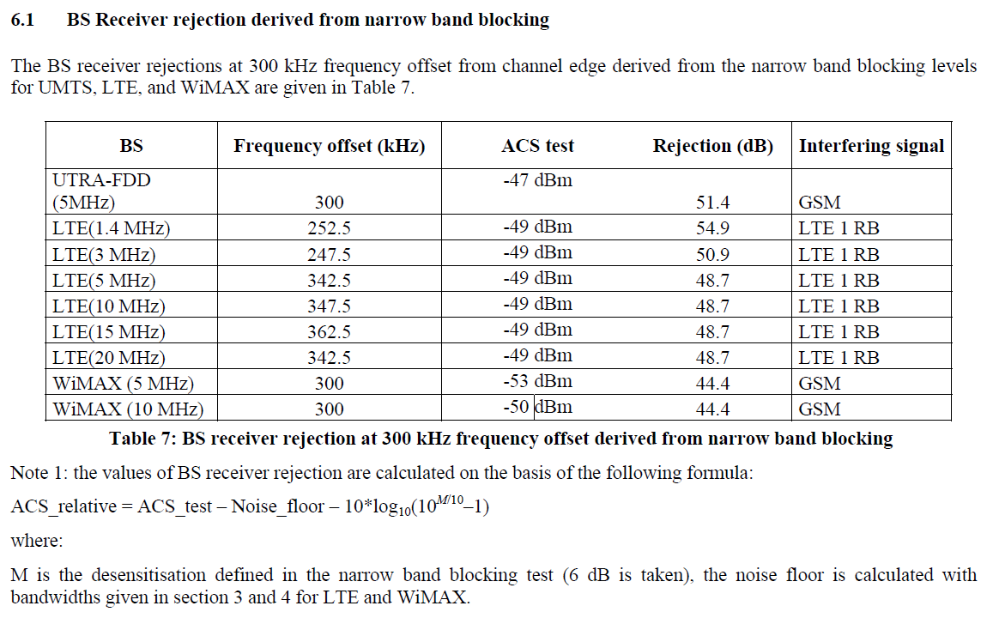 6.1 BS Receiver rejection derived from narrow band blocking
The BS receiver rejections at 300 kHz frequency offset from channel edge derived from the narrow band blocking levels
for UMTS, LTE, and WiMAX are given in Table 7.
BS Frequency offset (kHz) ACS test Rejection (dB) Interfering signal
UTRA-FDD -47 dBm
(5MHz) 300 51.4 GSM
LTE(1.4 MHz) 252.5 -49 dBm 54.9 LTE 1 RB
LTE(3 MHz) 247.5 -49 dBm 50.9 LTE 1 RB
LTE(5 MHz) 342.5 -49 dBm 48.7 LTE 1 RB
LTE(10 MHz) 347.5 -49 dBm 48.7 LTE 1 RB
LTE(15 MHz) 362.5 -49 dBm 48.7 LTE 1 RB
LTE(20 MHz) 342.5 -49 dBm 48.7 LTE 1 RB
WiMAX (5 MHz) 300 -53 dBm 44.4 GSM
WiMAX (10 MHz) 300 -50 dBm 44.4 GSM
Table 7: BS receiver rejection at 300 kHz frequency offset derived from narrow band blocking
Note 1: the values of BS receiver rejection are calculated on the basis of the following formula:
ACS_relative = ACS_test – Noise_floor – 10*log₁₀(10^M/10–1)
where:
M is the desensitisation defined in the narrow band blocking test (6 dB is taken), the noise floor is calculated with
bandwidths given in section 3 and 4 for LTE and WiMAX.